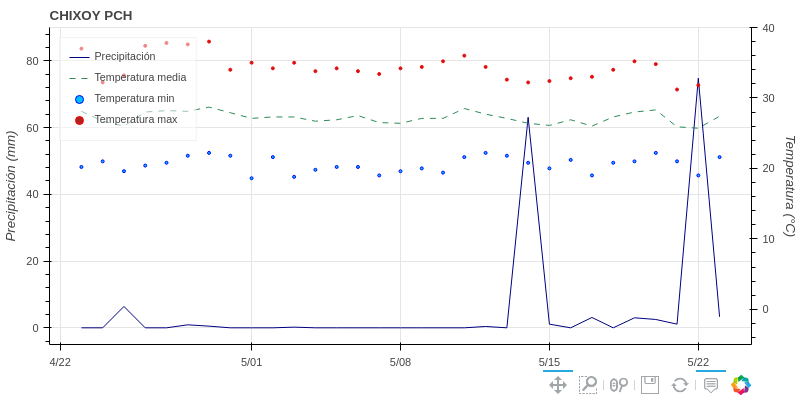 CHIXOY PCH
Precipitación
Temperatura media
Temperatura min
Temperatura max
Precipitación (mm)
80
60
40
20
0
Temperatura (°C)
40
30
20
10
0
4/22
5/01
5/08
5/15
5/22